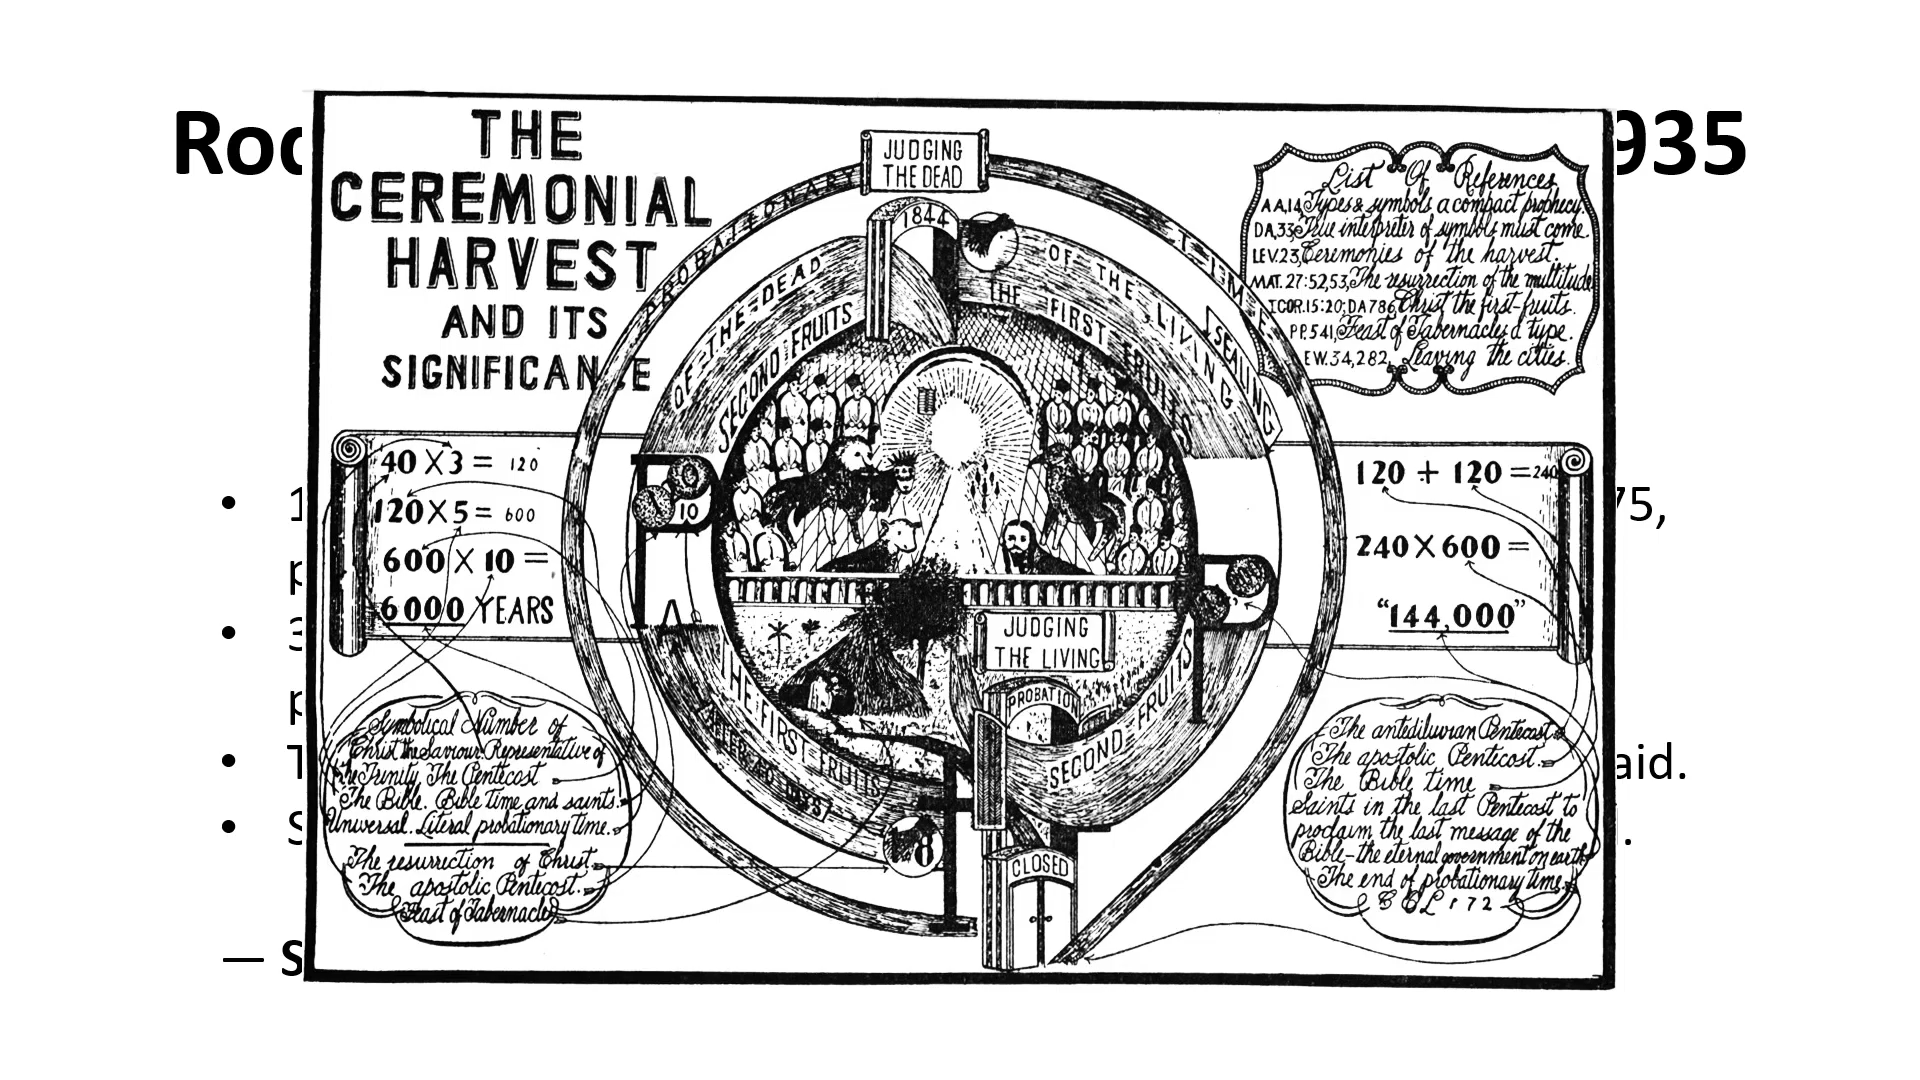 935
THE
CEREMONIAL
HARVEST
AND ITS
SIGNIFICANCE
JUDGING
THE DEAD
PROBATIONARY
TIME
1844
OF THE DEAD
SECOND FRUITS
OF THE LIVING
THE FIRST FRUITS
SEALING
List Of References
AA,14,Types & symbols a compact prophecy.
DA,33,True interpreter of symbols must come.
LEV.23,Ceremonies of the harvest.
MAT. 27:52,53,The resurrection of the multitude
1COR.15:20;DA786,Christ the first-fruits.
PP.541,Feast of Tabernacles a type.
EW.34,282, Leaving the cities.
40 X 3 = 120
120 X 5 = 600
600 X 10 =
6000 YEARS
10
120 + 120 = 240
240 X 600 =
"144,000"
75,
JUDGING
THE LIVING
PROBATION
THE FIRST FRUITS
SECOND FRUITS
CLOSED
Symbolical Number of
Christ the Saviour. Representative of
the Trinity. The Pentecost
The Bible. Bible time and saints.
Universal. Literal probationary time.
The resurrection of Christ.
The apostolic Pentecost.
Feast of Tabernacles
The antediluvian Pentecost.
The apostolic Pentecost.
The Bible time
Saints in the last Pentecost to
proclaim the last message of the
Bible-the eternal government on earth
The end of probationary time.
aid.